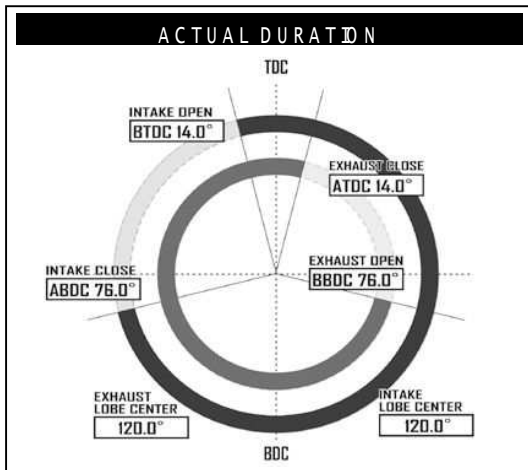 ACTUAL DURATION
TDC
INTAKE OPEN
BTDC 14.0°
EXHAUST CLOSE
ATDC 14.0°
INTAKE CLOSE
ABDC 76.0°
EXHAUST OPEN
BBDC 76.0°
EXHAUST
LOBE CENTER
120.0°
INTAKE
LOBE CENTER
120.0°
BDC